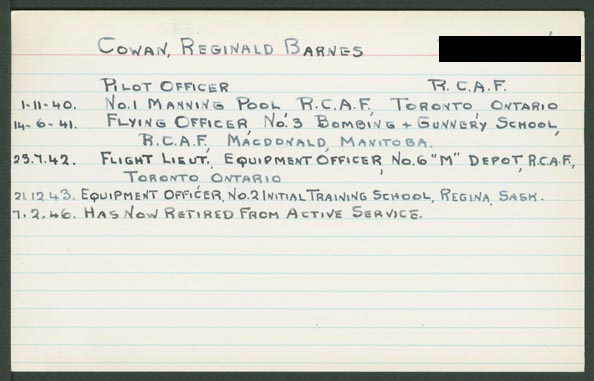 COWAN, REGINALD BARNES
PILOT OFFICER R.C.A.F.
1-11-40. NO.1 MANNING POOL R.C.A.F. TORONTO ONTARIO
14-6-41. FLYING OFFICER NO.3 BOMBING + GUNNERY SCHOOL,
R.C.A.F. MACDONALD, MANITOBA.
29.7.42. FLIGHT LIEUT., EQUIPMENT OFFICER NO.6 "M" DEPOT, R.C.A.F.,
TORONTO ONTARIO
21.12.43. EQUIPMENT OFFICER, NO.2 INITIAL TRAINING SCHOOL, REGINA, SASK.
7.2.46. HAS NOW RETIRED FROM ACTIVE SERVICE.